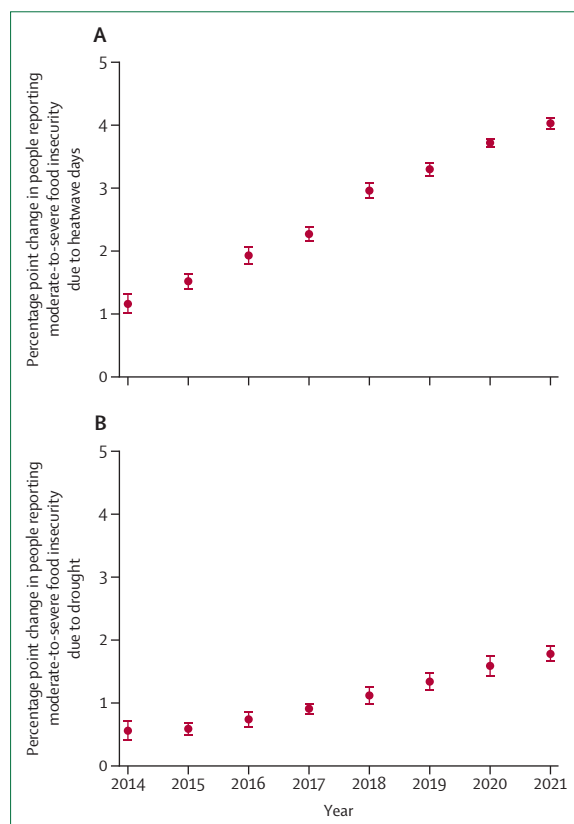 A
Percentage point change in people reporting
moderate-to-severe food insecurity
due to heatwave days
5
4
3
2
1
0
B
Percentage point change in people reporting
moderate-to-severe food insecurity
due to drought
5
4
3
2
1
0
2014 2015 2016 2017 2018 2019 2020 2021
Year